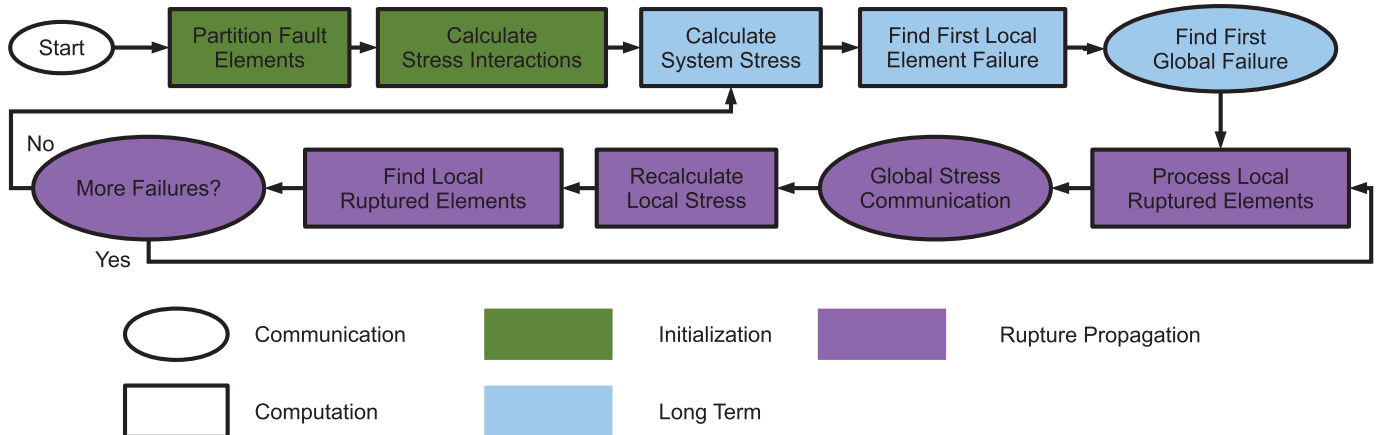 Start
Partition Fault
Elements
Calculate
Stress Interactions
Calculate
System Stress
Find First Local
Element Failure
Find First
Global Failure
No
More Failures?
Find Local
Ruptured Elements
Recalculate
Local Stress
Global Stress
Communication
Process Local
Ruptured Elements
Yes
Communication
Initialization
Rupture Propagation
Computation
Long Term